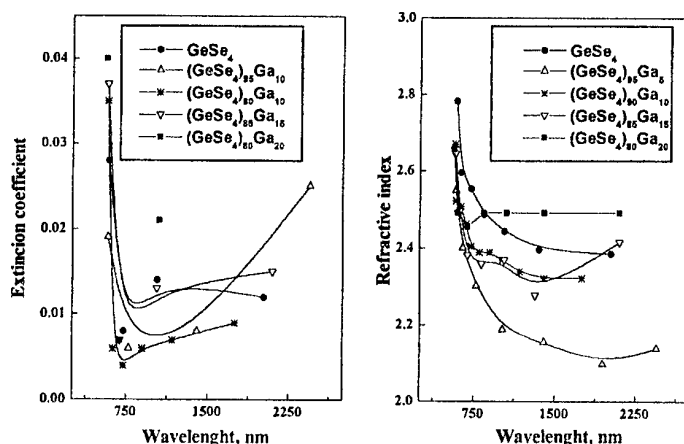 0.04
0.03
0.02
0.01
0.00
Extincion coefficient
GeSe₄
(GeSe₄)₉₅Ga₁₀
(GeSe₄)₉₀Ga₁₀
(GeSe₄)₈₅Ga₁₅
(GeSe₄)₈₀Ga₂₀
750 1500 2250
Wavelenght, nm
3.0
2.8
2.6
2.4
2.2
2.0
Refractive index
GeSe₄
(GeSe₄)₉₅Ga₅
(GeSe₄)₉₀Ga₁₀
(GeSe₄)₈₅Ga₁₅
(GeSe₄)₈₀Ga₂₀
750 1500 2250
Wavelenght, nm